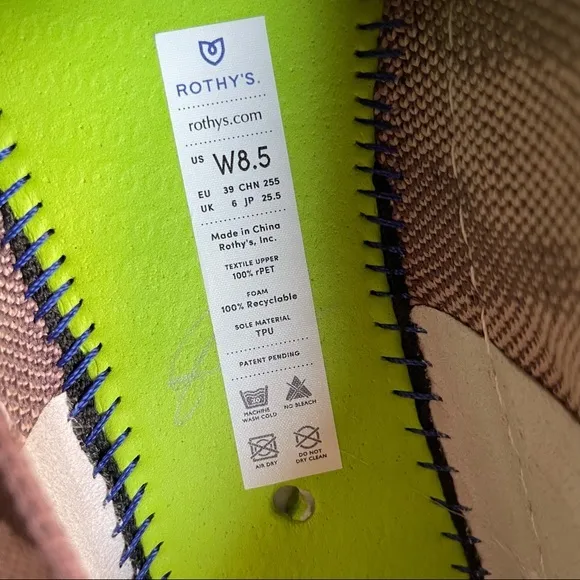 ROTHY'S.
rothys.com
US W8.5
EU 39 CHN 255
UK 6 JP 25.5
Made in China
Rothy's, Inc.
TEXTILE UPPER
100% rPET
FOAM
100% Recyclable
SOLE MATERIAL
TPU
PATENT PENDING
20°
MACHINE WASH COLD
NO BLEACH
AIR DRY
DO NOT DRY CLEAN